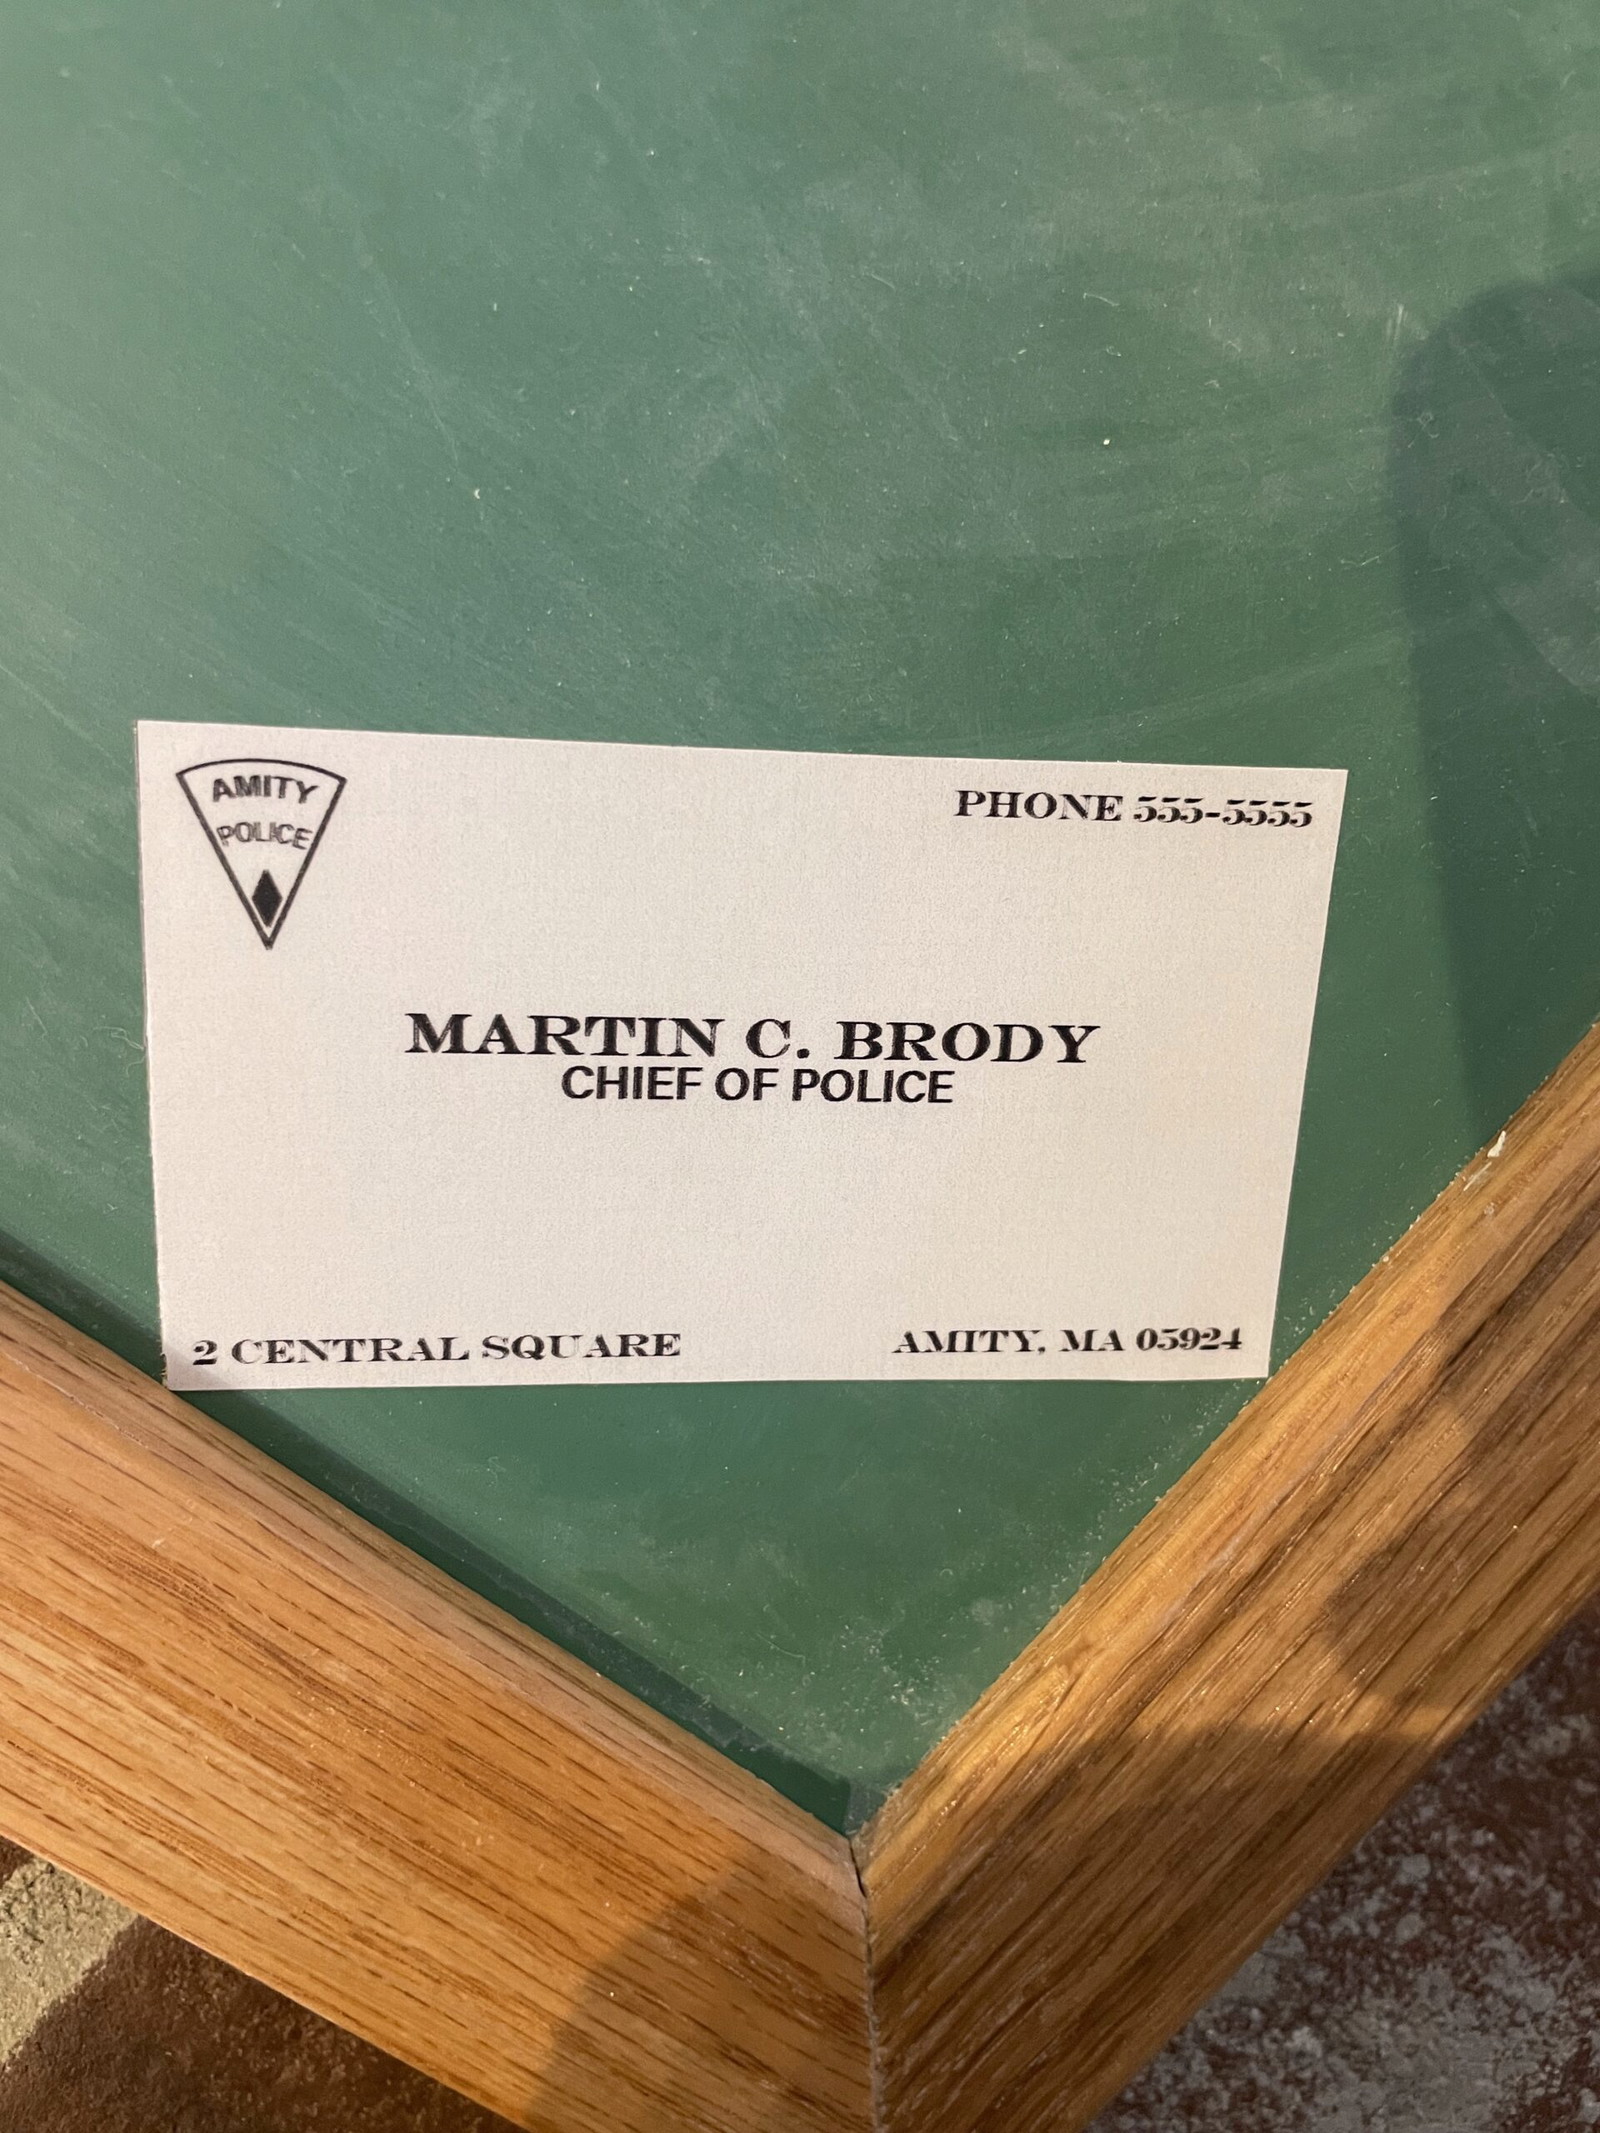 AMITY
POLICE
PHONE 555-5555
MARTIN C. BRODY
CHIEF OF POLICE
2 CENTRAL SQUARE
AMITY, MA 05924